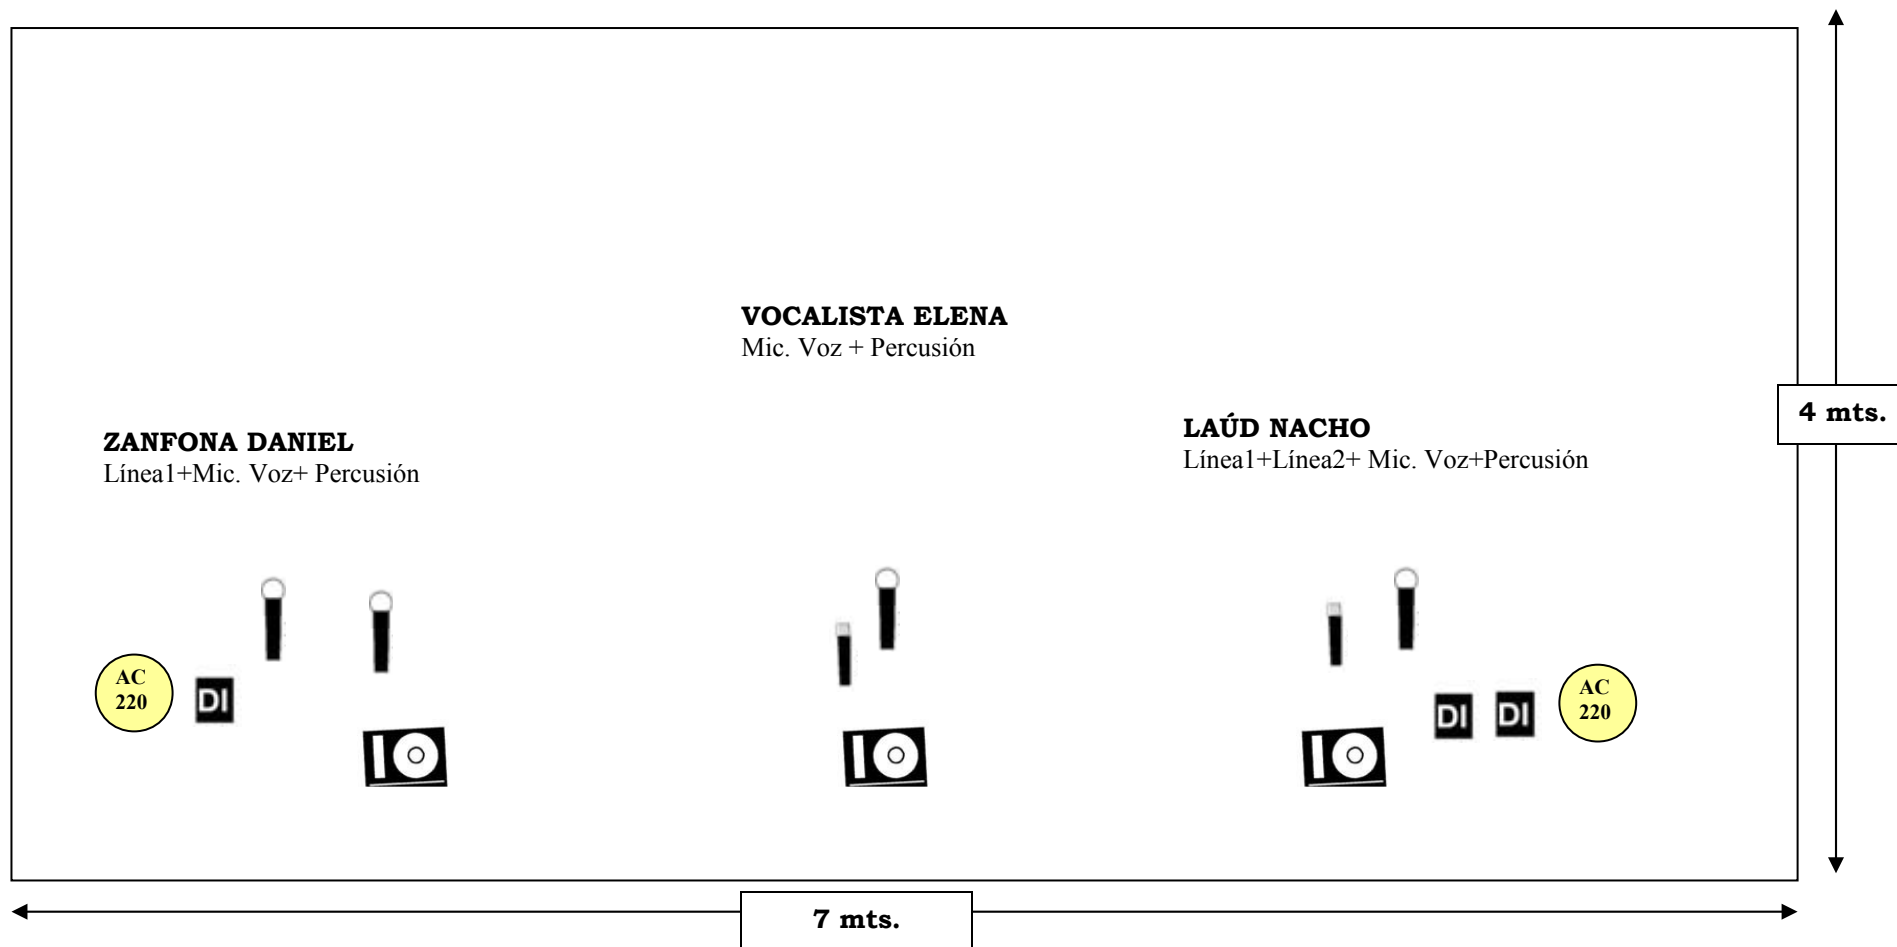 VOCALISTA ELENA
Mic. Voz + Percusión
4 mts.
ZANFONA DANIEL
Línea1+Mic. Voz+ Percusión
LAÚD NACHO
Línea1+Línea2+ Mic. Voz+Percusión
AC
220
DI
DI
DI
AC
220
7 mts.